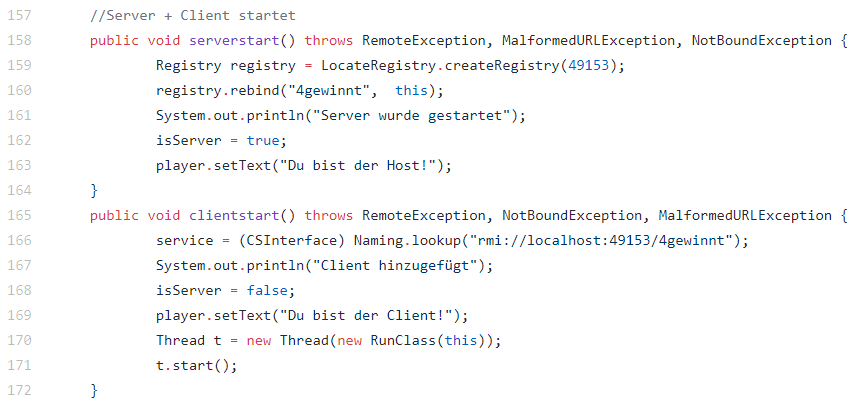 157 //Server + Client startet
158 public void serverstart() throws RemoteException, MalformedURLException, NotBoundException {
159 Registry registry = LocateRegistry.createRegistry(49153);
160 registry.rebind("4gewinnt",  this);
161 System.out.println("Server wurde gestartet");
162 isServer = true;
163 player.setText("Du bist der Host!");
164 }
165 public void clientstart() throws RemoteException, NotBoundException, MalformedURLException {
166 service = (CSInterface) Naming.lookup("rmi://localhost:49153/4gewinnt");
167 System.out.println("Client hinzugefügt");
168 isServer = false;
169 player.setText("Du bist der Client!");
170 Thread t = new Thread(new RunClass(this));
171 t.start();
172 }